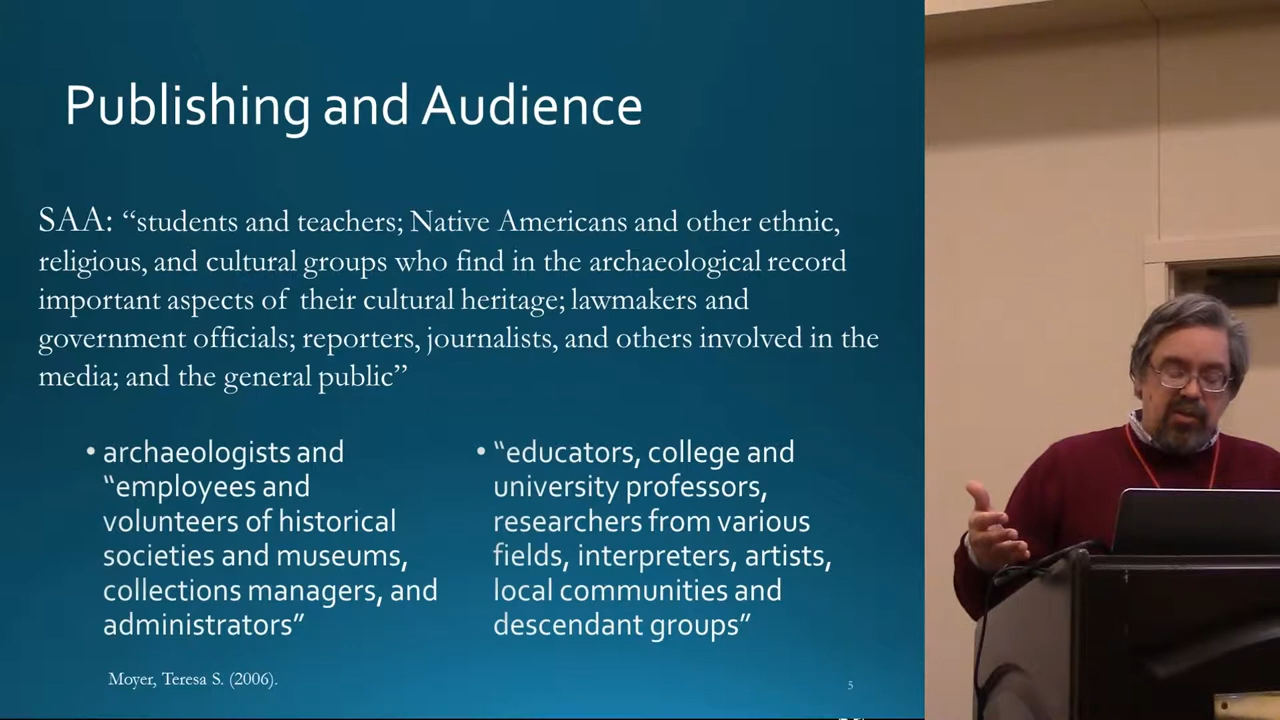 Publishing and Audience
SAA: “students and teachers; Native Americans and other ethnic,
religious, and cultural groups who find in the archaeological record
important aspects of their cultural heritage; lawmakers and
government officials; reporters, journalists, and others involved in the
media; and the general public”
• archaeologists and
“employees and
volunteers of historical
societies and museums,
collections managers, and
administrators”
• “educators, college and
university professors,
researchers from various
fields, interpreters, artists,
local communities and
descendant groups”
Moyer, Teresa S. (2006).
5